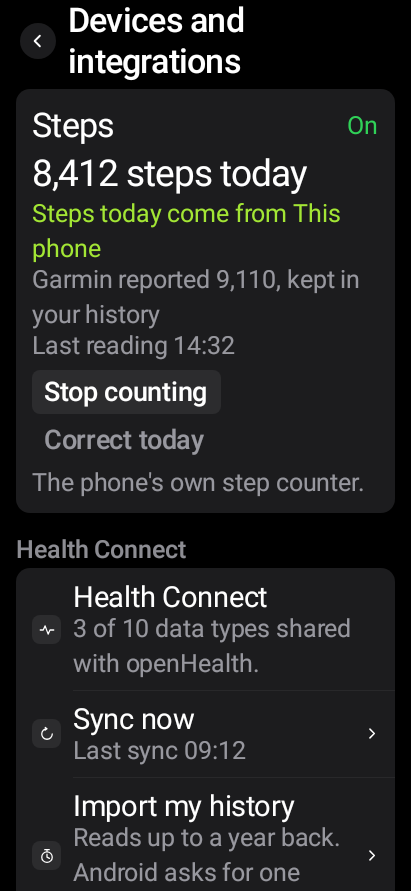 Devices and
integrations
Steps
On
8,412 steps today
Steps today come from This
phone
Garmin reported 9,110, kept in
your history
Last reading 14:32
Stop counting
Correct today
The phone's own step counter.
Health Connect
Health Connect
3 of 10 data types shared
with openHealth.
Sync now
Last sync 09:12
Import my history
Reads up to a year back.
Android asks for one